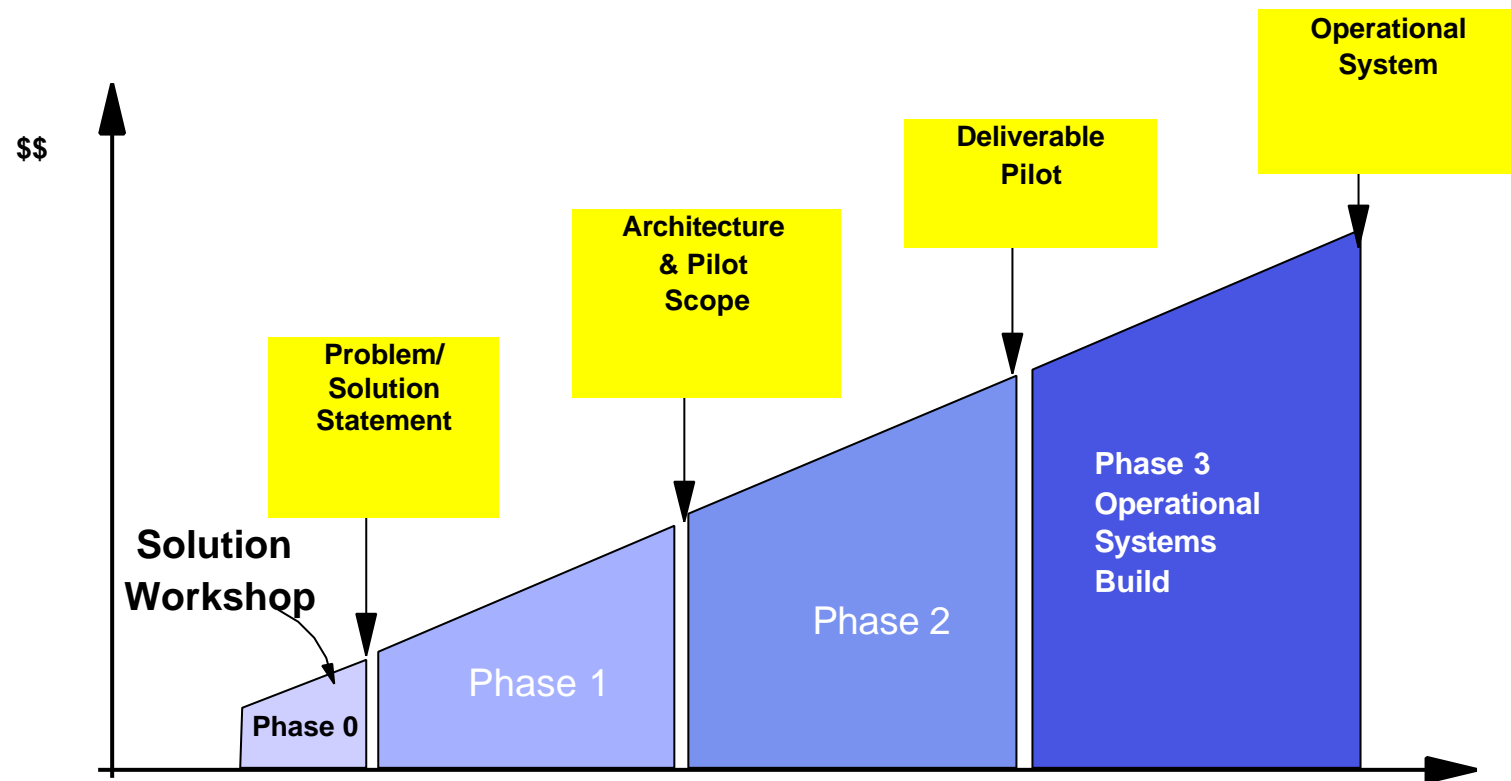 Operational
System
$$
Deliverable
Pilot
Architecture
& Pilot
Scope
Problem/
Solution
Statement
Solution
Workshop
Phase 0
Phase 1
Phase 2
Phase 3
Operational
Systems
Build